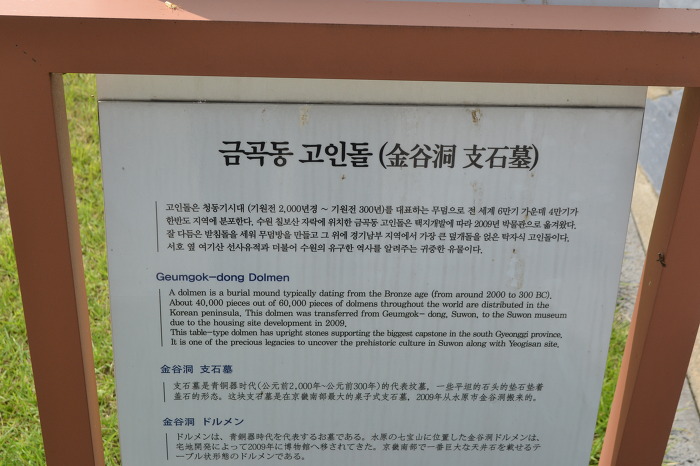 금곡동 고인돌 (金谷洞 支石墓)
고인돌은 청동기시대 (기원전 2,000년경 ~ 기원전 300년)를 대표하는 무덤으로 전 세계 6만기 가운데 4만기가
한반도 지역에 분포한다. 수원 칠보산 자락에 위치한 금곡동 고인돌은 택지개발에 따라 2009년 박물관으로 옮겨왔다.
잘 다듬은 받침돌을 세워 무덤방을 만들고 그 위에 경기남부 지역에서 가장 큰 덮개돌을 얹은 탁자식 고인돌이다.
서호 옆 여기산 선사유적과 더불어 수원의 유구한 역사를 알려주는 귀중한 유물이다.
Geumgok-dong Dolmen
A dolmen is a burial mound typically dating from the Bronze age (from around 2000 to 300 BC).
About 40,000 pieces out of 60,000 pieces of dolmens throughout the world are distributed in the
Korean peninsula. This dolmen was transferred from Geumgok- dong, Suwon, to the Suwon museum
due to the housing site development in 2009.
This table-type dolmen has upright stones supporting the biggest capstone in the south Gyeonggi province.
It is one of the precious legacies to uncover the prehistoric culture in Suwon along with Yeogisan site.
金谷洞 支石墓
支石墓是青铜器时代(公元前2,000年~公元前300年)的代表坟墓, 一些平坦的石头的垫石垫着
盖石的形态。这块支石墓是在京畿南部最大的桌子式支石墓, 2009年从水原市金谷洞搬来的。
金谷洞 ドルメン
ドルメンは、青銅器時代を代表するお墓である。水原の七宝山に位置した金谷洞ドルメンは、
宅地開発によって2009年に博物館へ移されてきた。京畿南部で一番巨大な天井石を載せるテ
ーブル状形態のドルメンである。